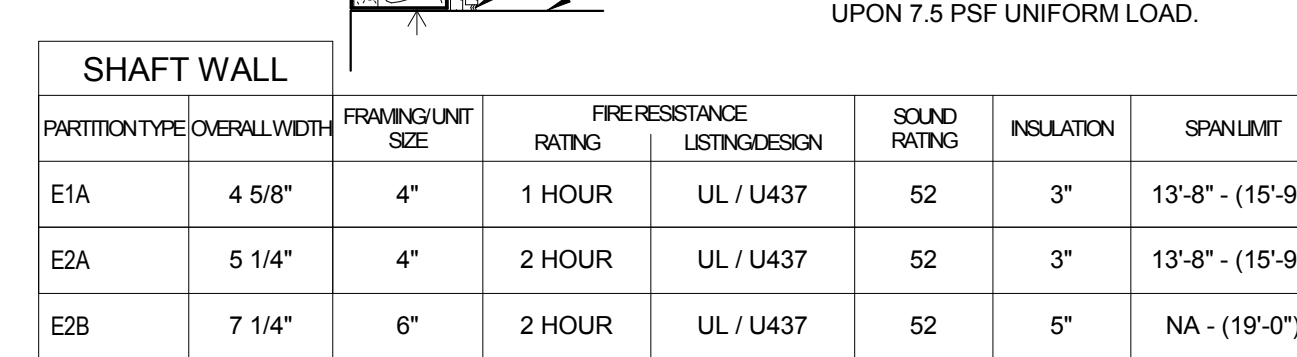 UPON 7.5 PSF UNIFORM LOAD.
SHAFT WALL
PARTITION TYPE OVERALL WIDTH FRAMING/UNIT SIZE FIRE RESISTANCE RATING LISTING/DESIGN SOUND RATING INSULATION SPAN LIMIT
E1A 4 5/8" 4" 1 HOUR UL / U437 52 3" 13'-8" - (15'-9
E2A 5 1/4" 4" 2 HOUR UL / U437 52 3" 13'-8" - (15'-9
E2B 7 1/4" 6" 2 HOUR UL / U437 52 5" NA - (19'-0")